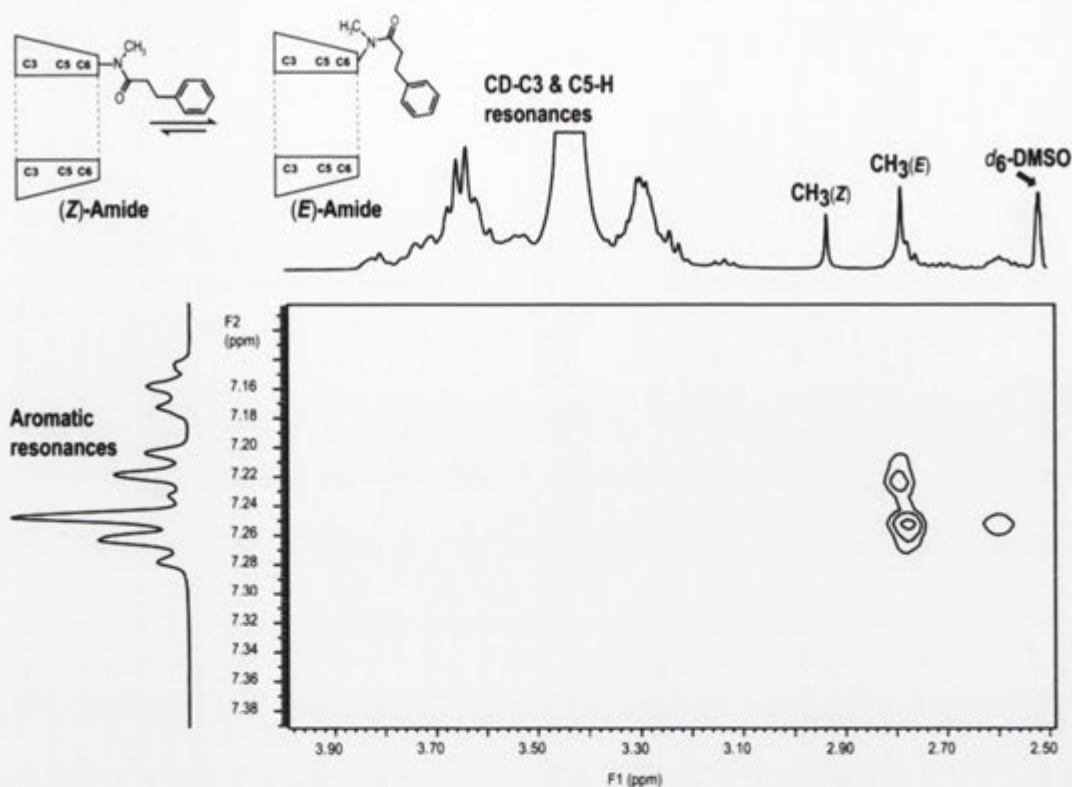 CH₃
N
O
C3 C5 C6
C3 C5 C6
(Z)-Amide
H₃C
N
O
C3 C5 C6
C3 C5 C6
(E)-Amide
CD-C3 & C5-H
resonances
CH₃(Z)
CH₃(E)
d₆-DMSO
Aromatic
resonances
F2
(ppm)
7.16
7.18
7.20
7.22
7.24
7.26
7.28
7.30
7.32
7.34
7.36
7.38
3.90 3.70 3.50 3.30 3.10 2.90 2.70 2.50
F1 (ppm)